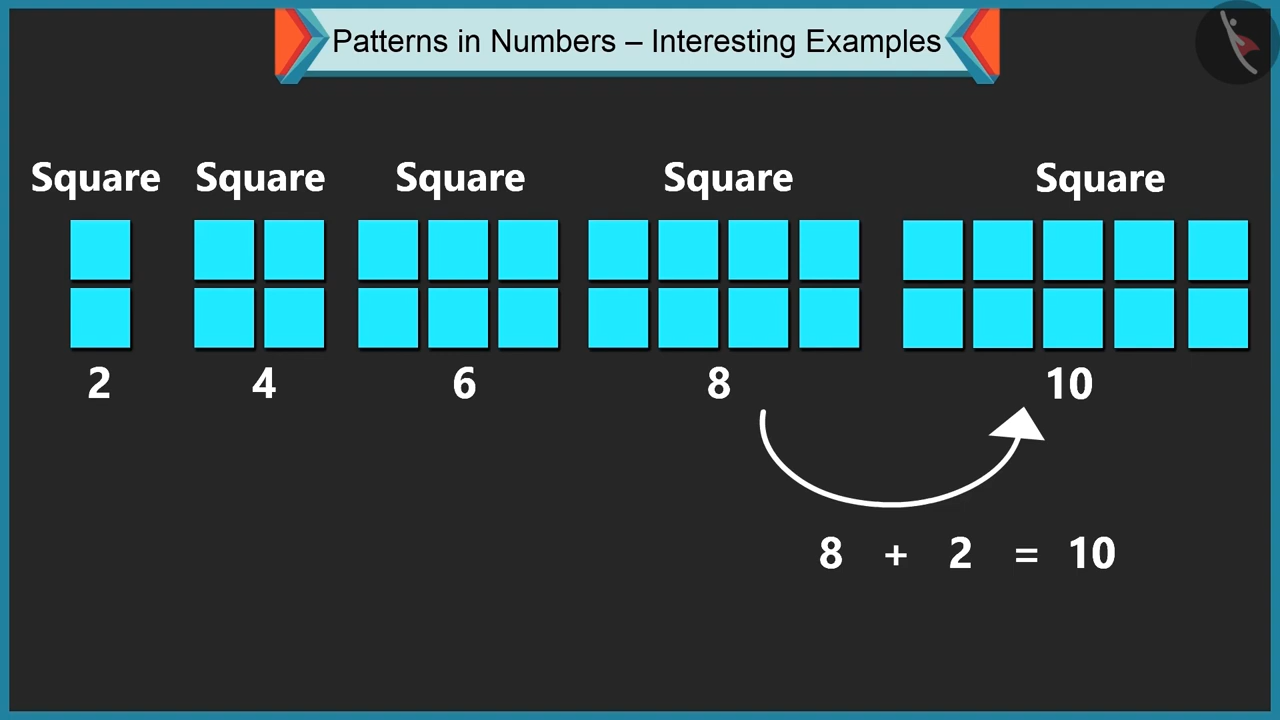 Patterns in Numbers – Interesting Examples
Square Square Square Square Square
2 4 6 8 10
8 + 2 = 10